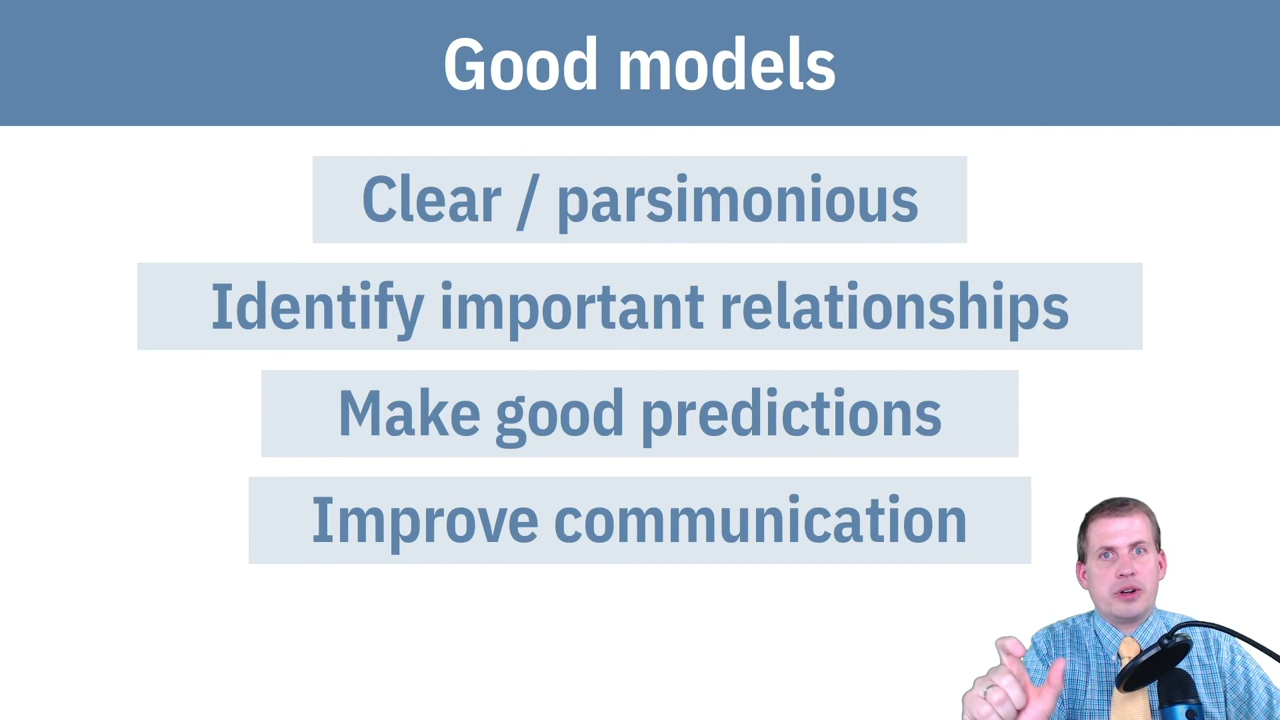 Good models
Clear / parsimonious
Identify important relationships
Make good predictions
Improve communication